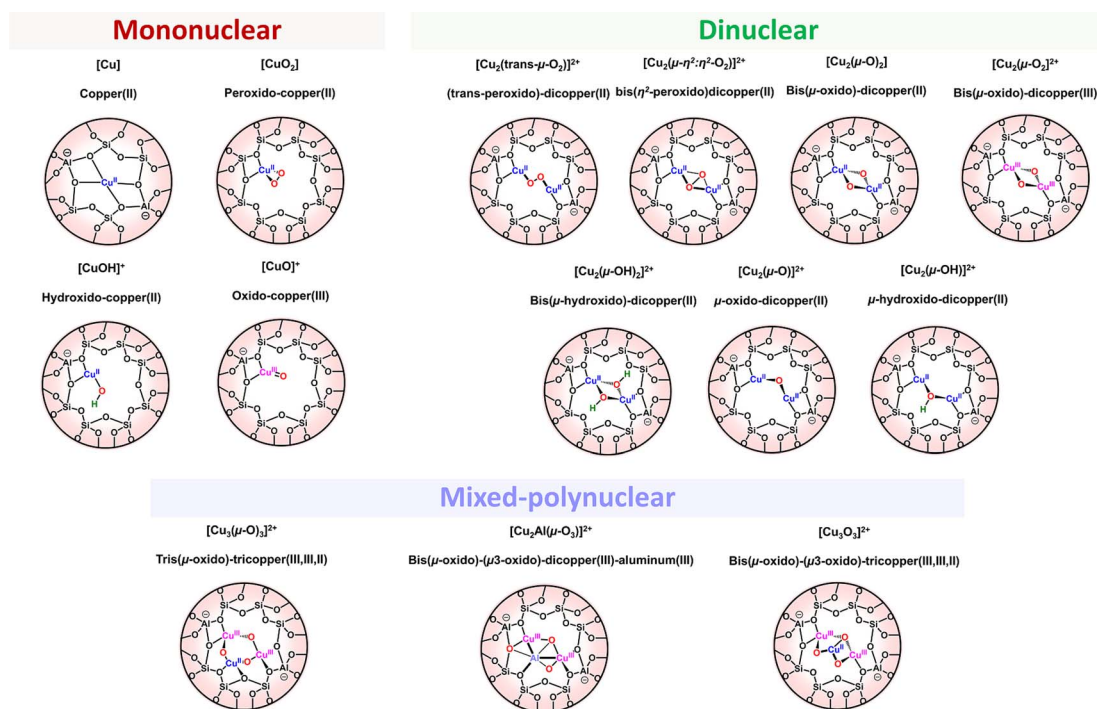 Mononuclear
[Cu]
Copper(II)
[CuO₂]
Peroxido-copper(II)
[CuOH]⁺
Hydroxido-copper(II)
[CuO]⁺
Oxido-copper(III)
Dinuclear
[Cu₂(trans-μ-O₂)]²⁺
(trans-peroxido)-dicopper(II)
[Cu₂(μ-η²:η²-O₂)]²⁺
bis(η²-peroxido)dicopper(II)
[Cu₂(μ-O)₂]
Bis(μ-oxido)-dicopper(II)
[Cu₂(μ-O₂]²⁺
Bis(μ-oxido)-dicopper(III)
[Cu₂(μ-OH)₂]²⁺
Bis(μ-hydroxido)-dicopper(II)
[Cu₂(μ-O)]²⁺
μ-oxido-dicopper(II)
[Cu₂(μ-OH)]²⁺
μ-hydroxido-dicopper(II)
Mixed-polynuclear
[Cu₃(μ-O)₃]²⁺
Tris(μ-oxido)-tricopper(III,III,II)
[Cu₂Al(μ-O₃)]²⁺
Bis(μ-oxido)-(μ3-oxido)-dicopper(III)-aluminum(III)
[Cu₃O₃]²⁺
Bis(μ-oxido)-(μ3-oxido)-tricopper(III,III,II)